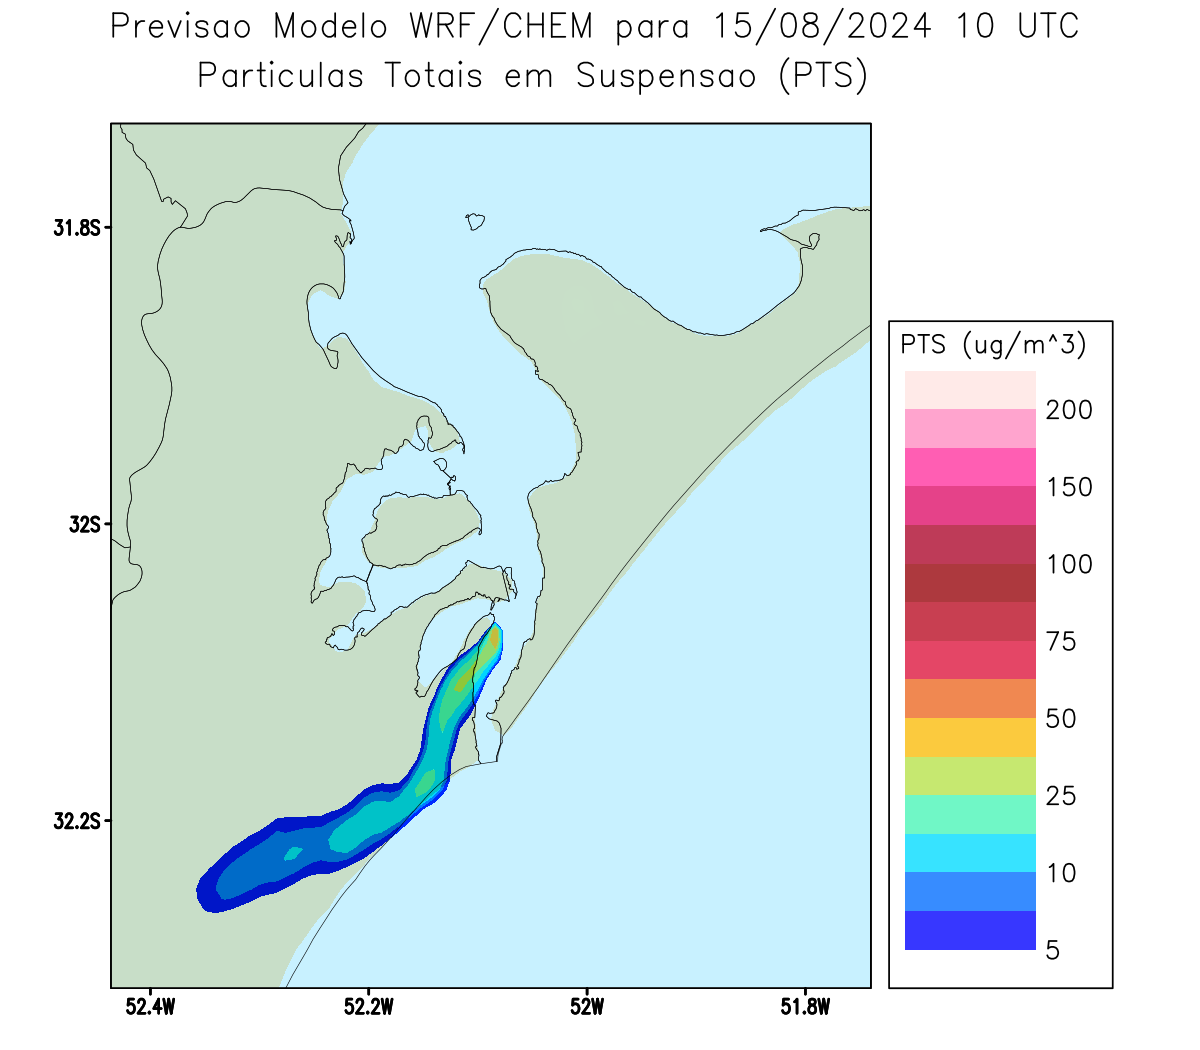 Previsao Modelo WRF/CHEM para 15/08/2024 10 UTC
Particulas Totais em Suspensao (PTS)
31.8S
32S
32.2S
52.4W
52.2W
52W
51.8W
PTS (ug/m^3)
200
150
100
75
50
25
10
5